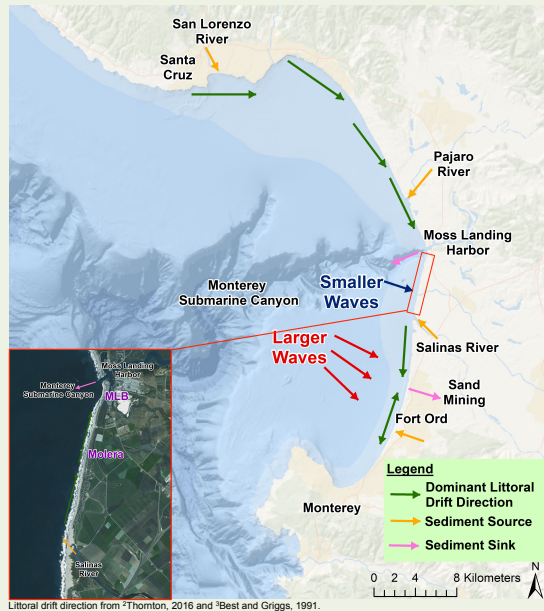 San Lorenzo
River
Santa
Cruz
Pajaro
River
Moss Landing
Harbor
Monterey
Submarine Canyon
Smaller
Waves
Larger
Waves
Salinas River
Sand
Mining
Fort Ord
Monterey
Moss Landing
Harbor
Monterey
Submarine Canyon
MLB
Molera
Salinas
River
Legend
Dominant Littoral
Drift Direction
Sediment Source
Sediment Sink
N
0 2 4 8 Kilometers
Littoral drift direction from ²Thornton, 2016 and ³Best and Griggs, 1991.